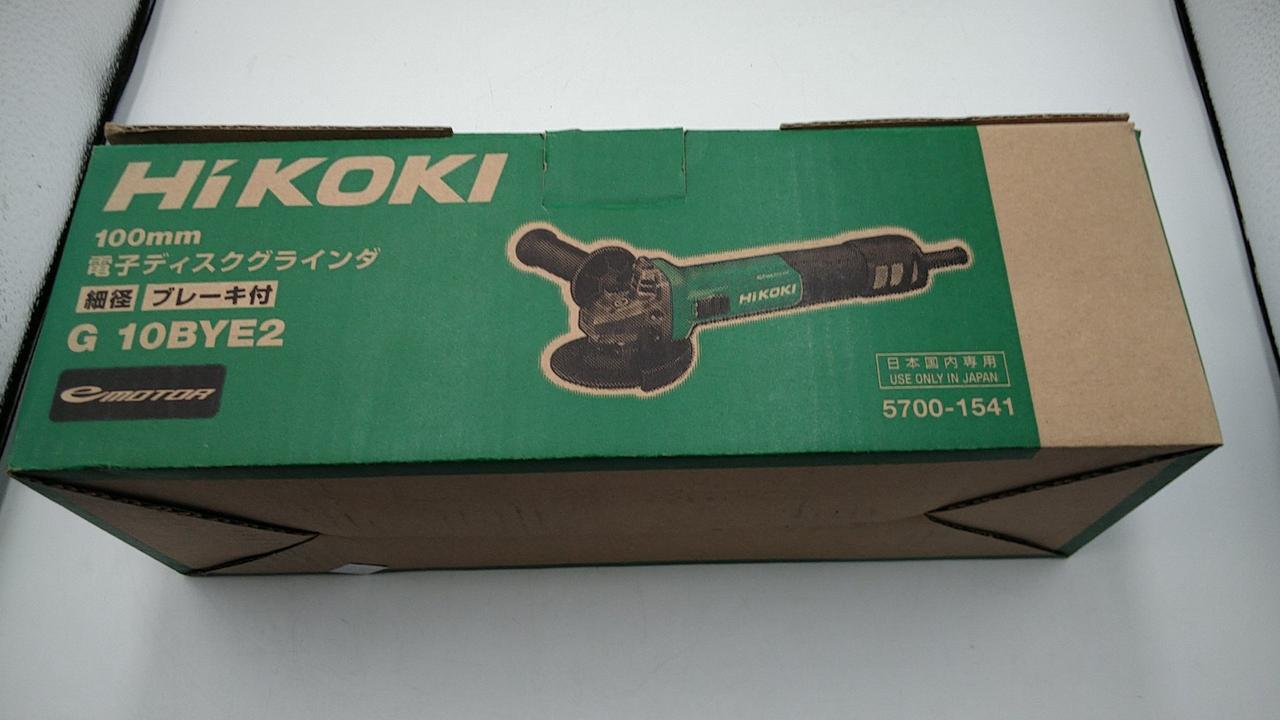 HiKOKI
100mm
電子ディスクグラインダ
細径 ブレーキ付
G 10BYE2
e MOTOR
HiKOKI
日本国内専用
USE ONLY IN JAPAN
5700-1541